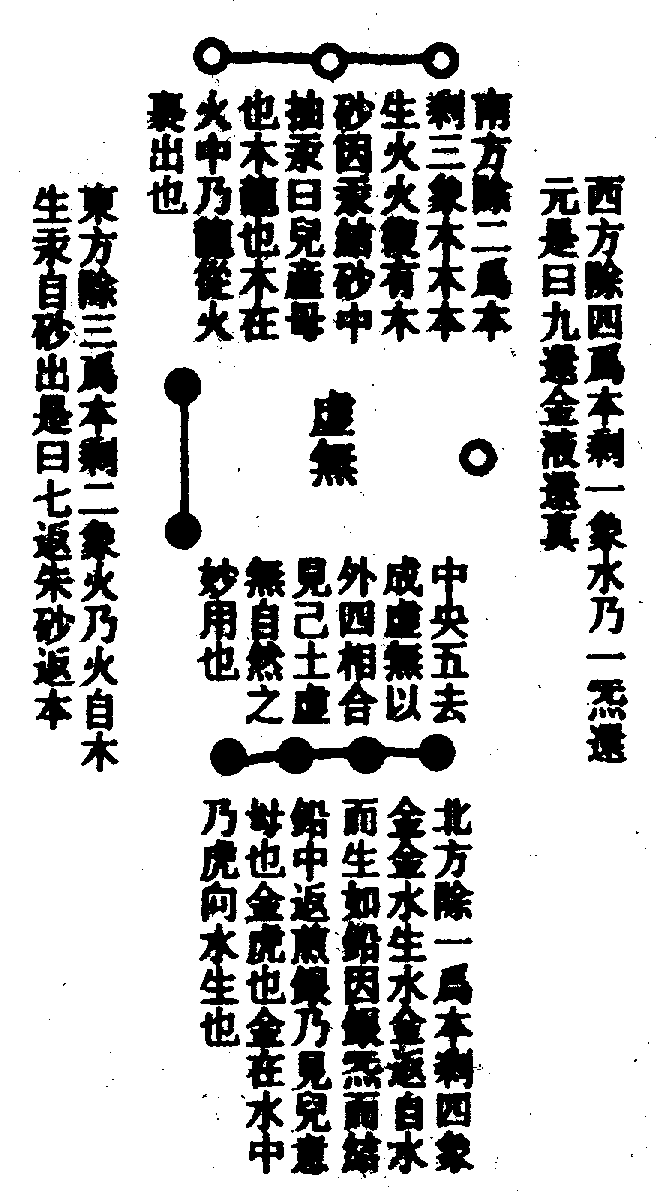 西方除四爲本剩一象水乃一炁還
元是曰九還金液還真
南方除二爲本
剩三象木木本
生火火有木
砂因汞結砂中
抽汞曰兒產母
也木龍也木在
火中乃龍從火
裏出也
虛無
中央五去
成虛無以
外四相合
見己土虛
無自然之
妙用也
東方除三爲本剩二象火乃火自木
生汞自砂出是曰七返朱砂返本
北方除一爲本剩四象
金金水生水金返自水
而生如鉛因銀炁而結
鉛中返煎銀乃見兒
母也金虎也金在水中
乃虎向水生也